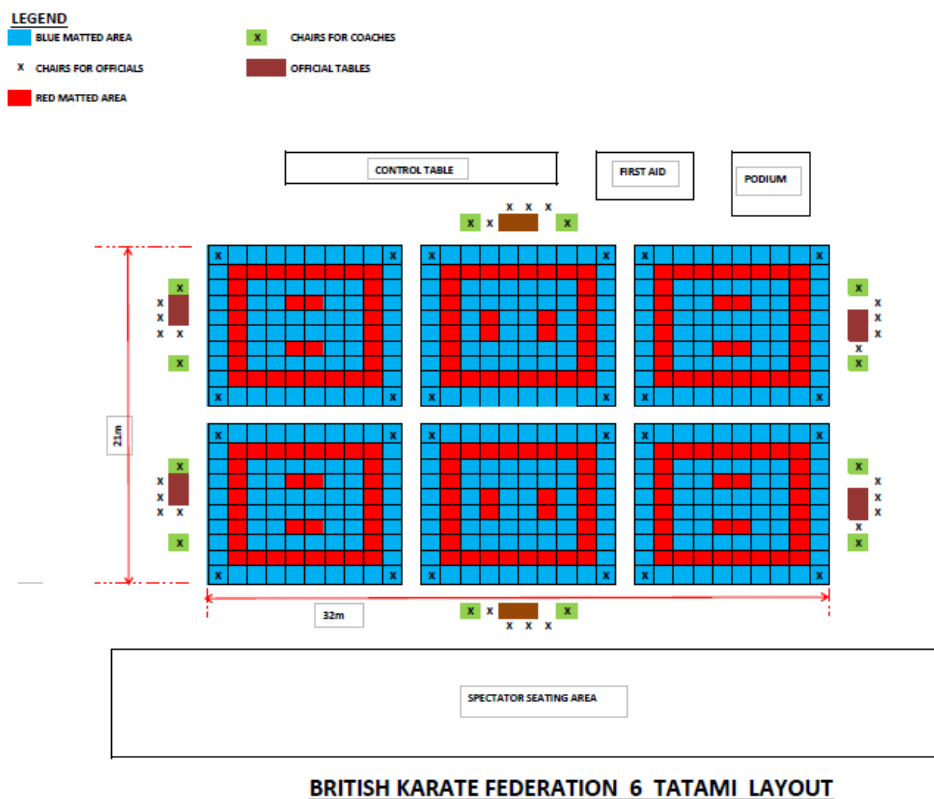 LEGEND
BLUE MATTED AREA
X CHAIRS FOR COACHES
X CHAIRS FOR OFFICIALS
OFFICIAL TABLES
RED MATTED AREA
CONTROL TABLE
FIRST AID
PODIUM
X X X
X X X
X X X X X X
X X
X X
X X
X X
X X
X X
X X X
X X
X X X X X X
21m
X X
X X
X X
X X
X X X
X X
X X
X X X X X X
32m
X X X
X X X
SPECTATOR SEATING AREA
BRITISH KARATE FEDERATION 6 TATAMI LAYOUT